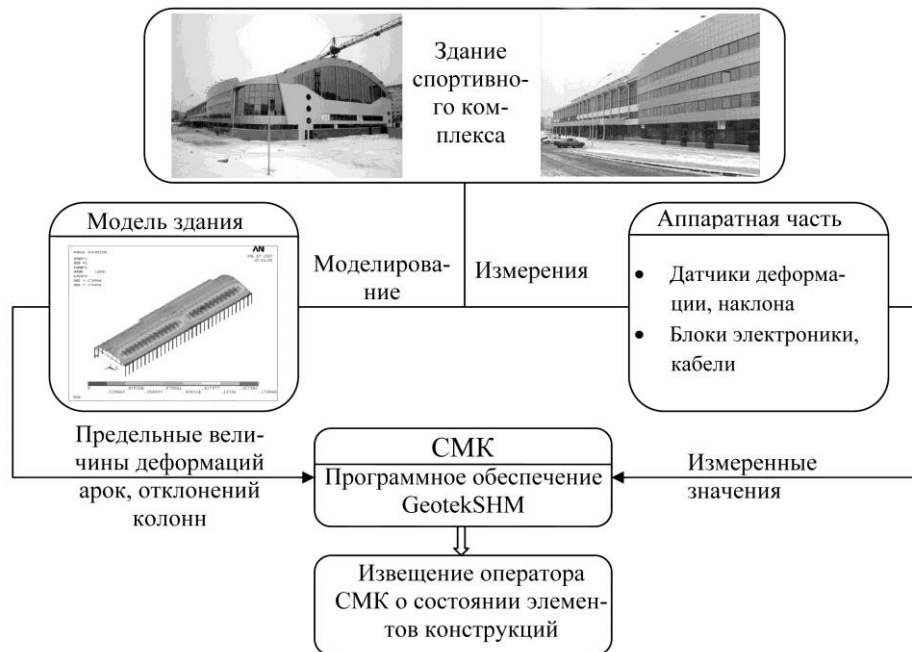 Здание
спортивно-
го ком-
плекса
Модель здания
Моделирова-
ние
Измерения
Аппаратная часть
• Датчики деформа-
ции, наклона
• Блоки электроники,
кабели
Предельные вели-
чины деформаций
арок, отклонений
колонн
СМК
Программное обеспечение
GeotekSHM
Измеренные
значения
Извещение оператора
СМК о состоянии элемен-
тов конструкций